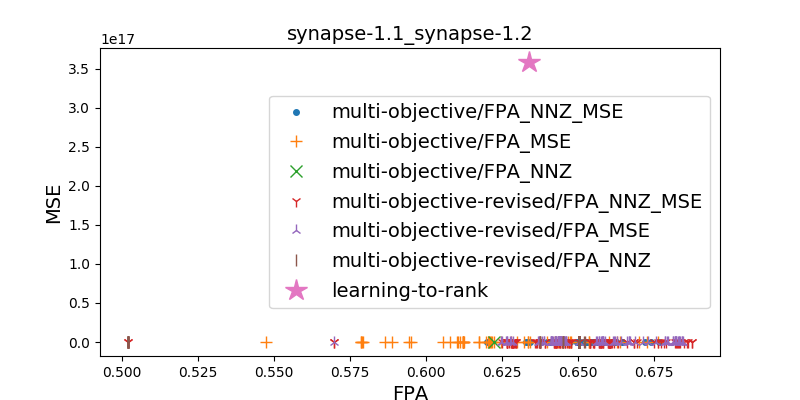 synapse-1.1_synapse-1.2
1e17
3.5
3.0
2.5
2.0
1.5
1.0
0.5
0.0
MSE
multi-objective/FPA_NNZ_MSE
multi-objective/FPA_MSE
multi-objective/FPA_NNZ
multi-objective-revised/FPA_NNZ_MSE
multi-objective-revised/FPA_MSE
multi-objective-revised/FPA_NNZ
learning-to-rank
0.500 0.525 0.550 0.575 0.600 0.625 0.650 0.675
FPA